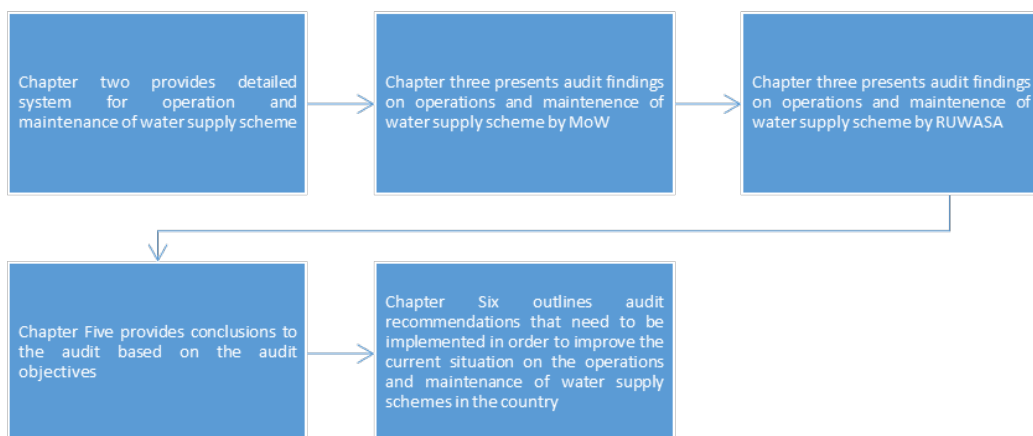 Chapter two provides detailed
system for operation and
maintenance of water supply scheme
Chapter three presents audit findings
on operations and maintenence of
water supply scheme by MoW
Chapter three presents audit findings
on operations and maintenence of
water supply scheme by RUWASA
Chapter Five provides conclusions to
the audit based on the audit
objectives
Chapter Six outlines audit
recommendations that need to be
implemented in order to improve the
current situation on the operations
and maintenance of water supply
schemes in the country